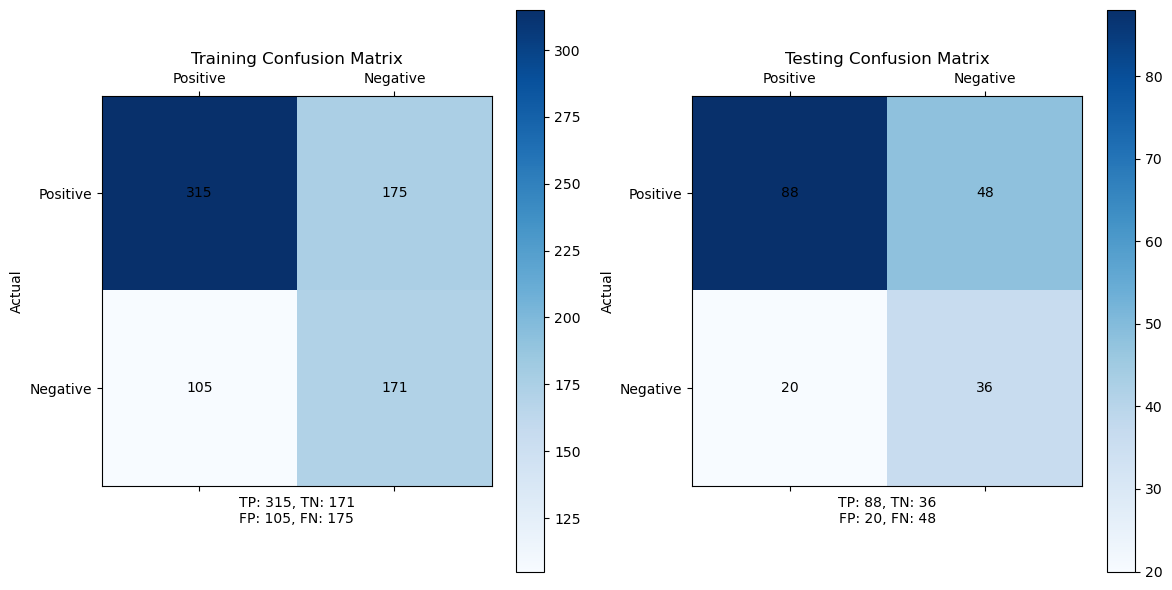 Training Confusion Matrix
Positive Negative
Positive
315 175
Actual
Negative
105 171
TP: 315, TN: 171
FP: 105, FN: 175
300
275
250
225
200
175
150
125
Testing Confusion Matrix
Positive Negative
Positive
88 48
Actual
Negative
20 36
TP: 88, TN: 36
FP: 20, FN: 48
80
70
60
50
40
30
20